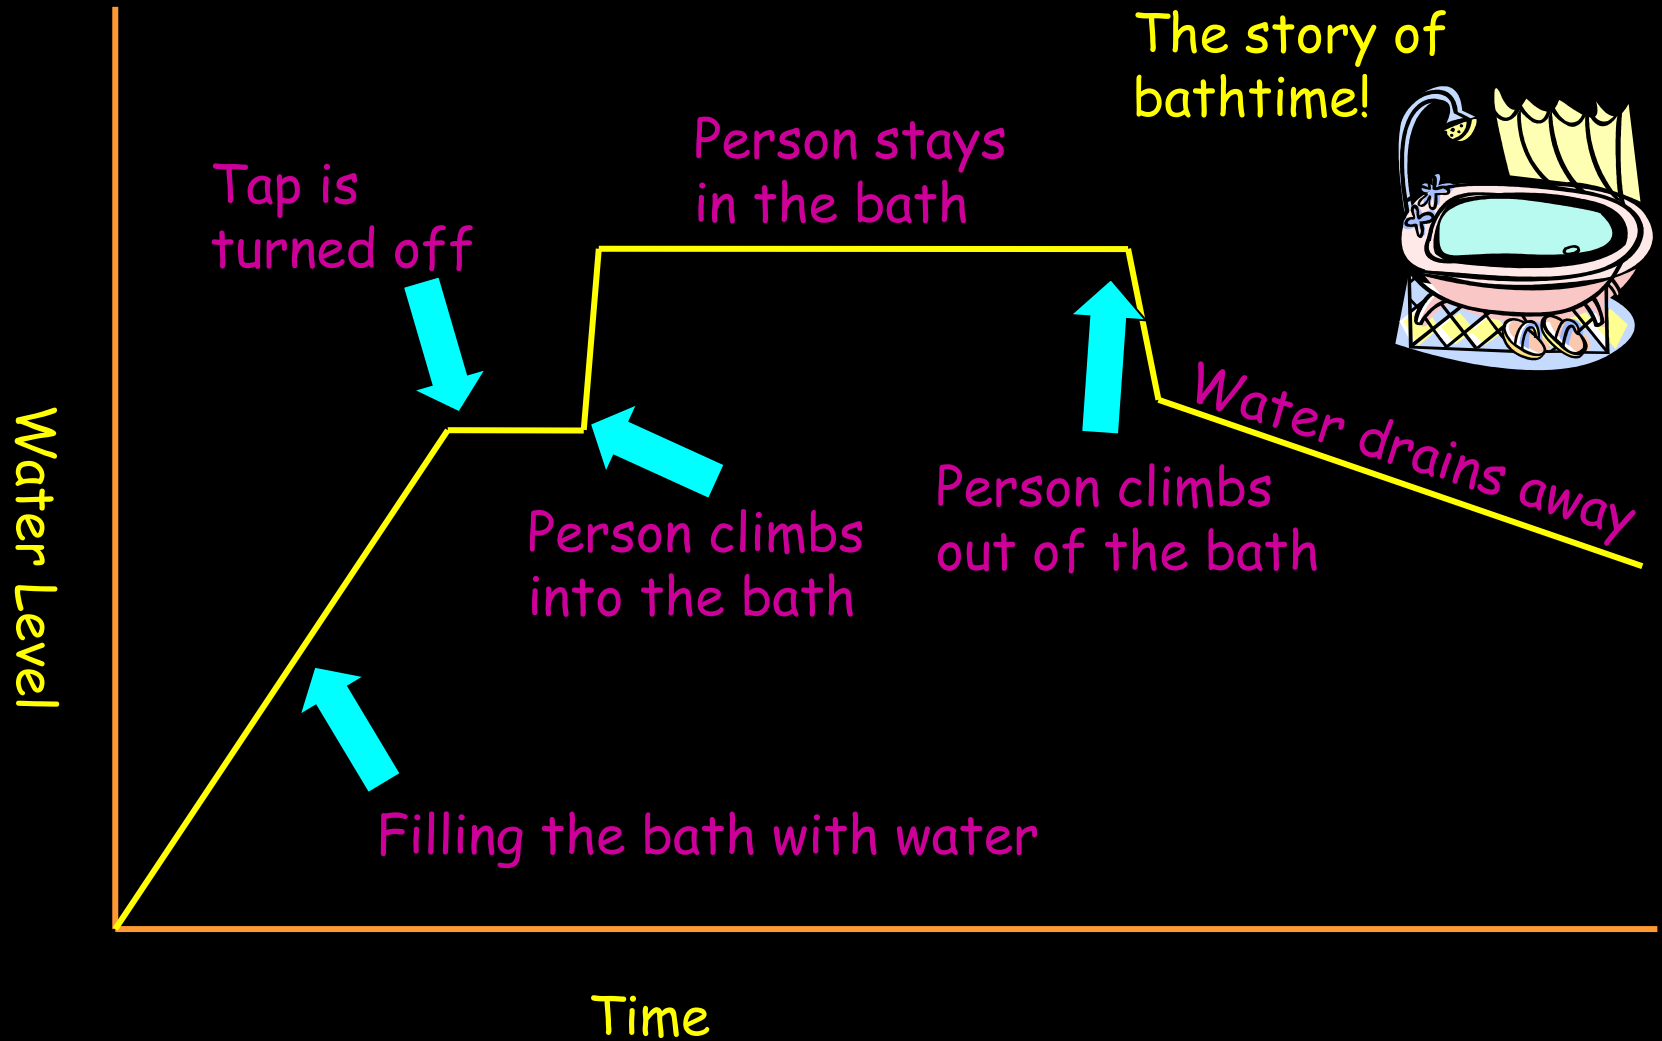 The story of
bathtime!
Person stays
in the bath
Tap is
turned off
Water drains away
Water Level
Person climbs
out of the bath
Person climbs
into the bath
Filling the bath with water
Time